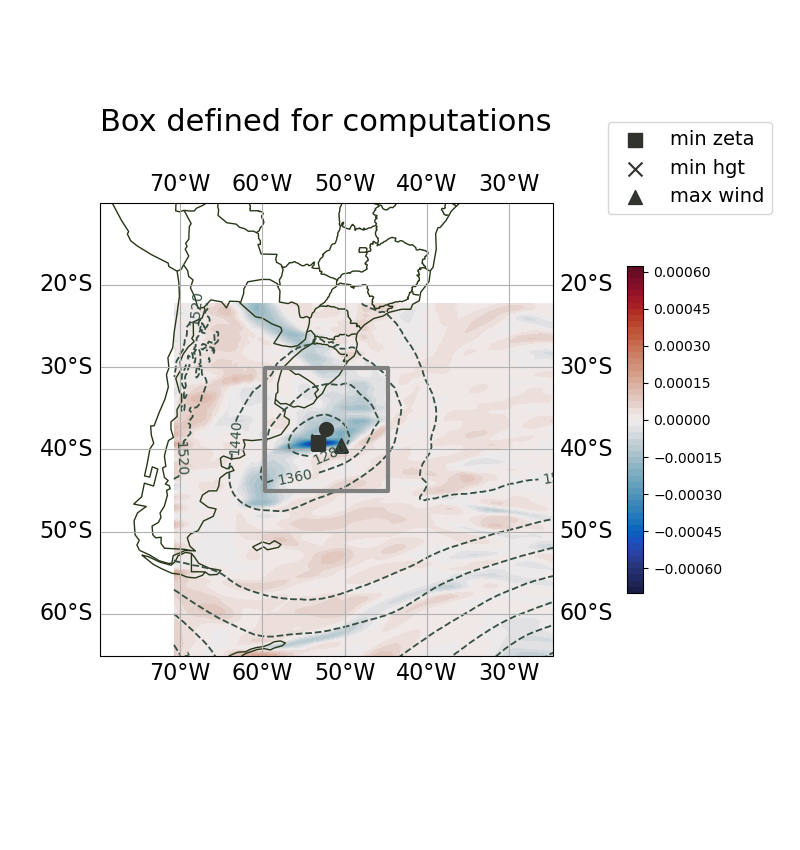 Box defined for computations
min zeta
min hgt
max wind
70°W 60°W 50°W 40°W 30°W
20°S 20°S
30°S 30°S
40°S 40°S
50°S 50°S
60°S 60°S
70°W 60°W 50°W 40°W 30°W
1520
1520
1440
1360
0.00060
0.00045
0.00030
0.00015
0.00000
−0.00015
−0.00030
−0.00045
−0.00060